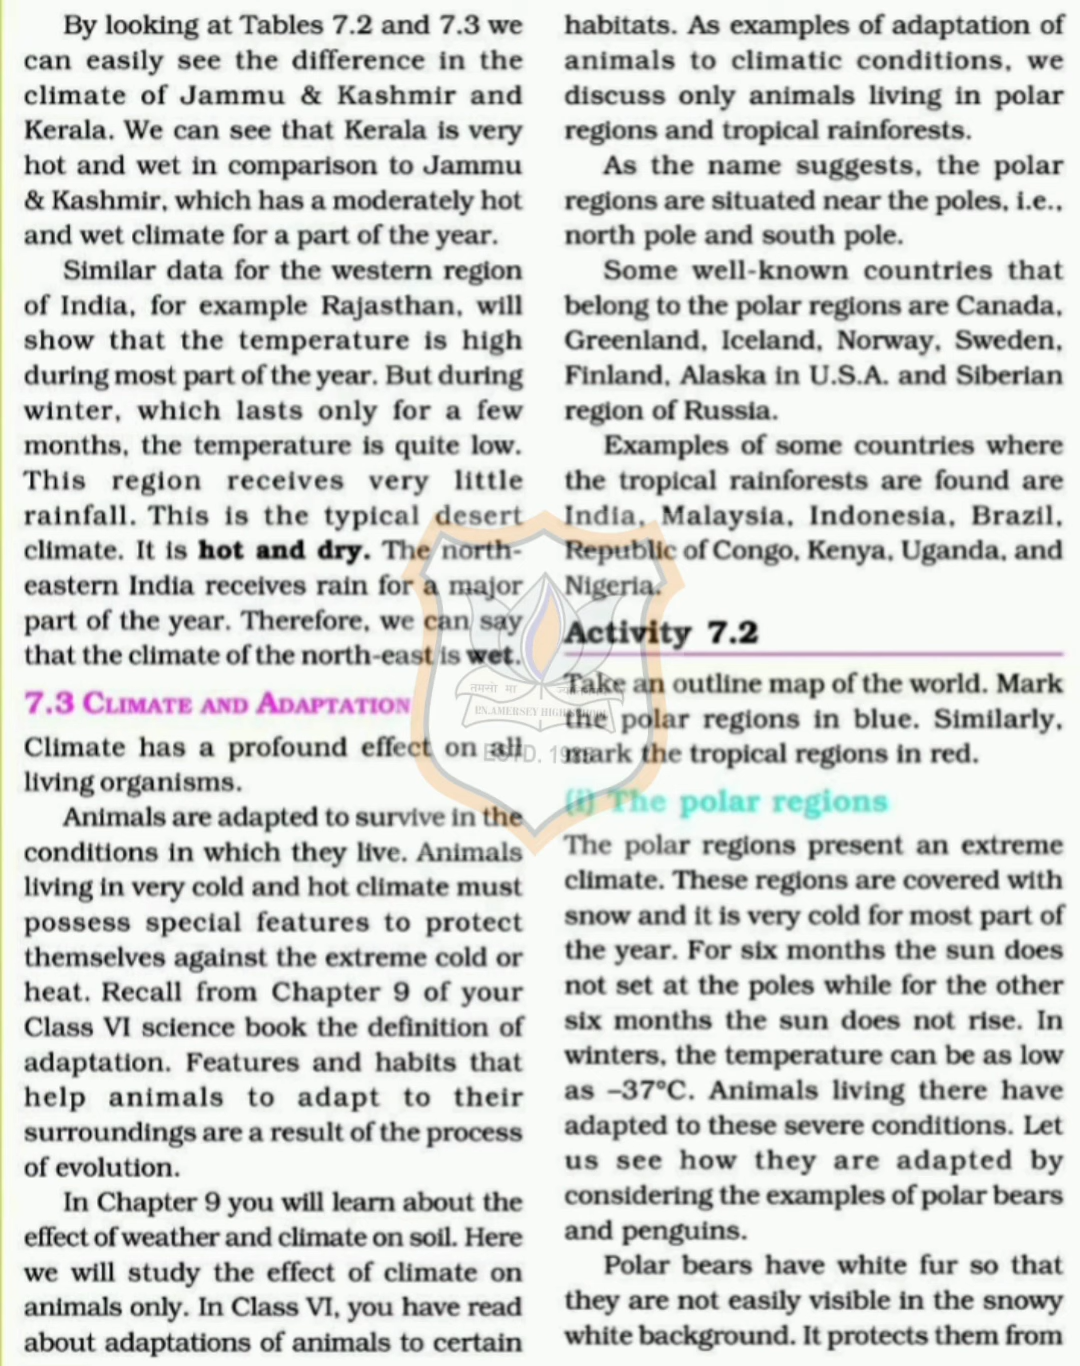 By looking at Tables 7.2 and 7.3 we
can easily see the difference in the
climate of Jammu & Kashmir and
Kerala. We can see that Kerala is very
hot and wet in comparison to Jammu
& Kashmir, which has a moderately hot
and wet climate for a part of the year.
Similar data for the western region
of India, for example Rajasthan, will
show that the temperature is high
during most part of the year. But during
winter, which lasts only for a few
months, the temperature is quite low.
This region receives very little
rainfall. This is the typical desert
climate. It is hot and dry. The north-
eastern India receives rain for a major
part of the year. Therefore, we can say
that the climate of the north-east is wet.
7.3 CLIMATE AND ADAPTATION
Climate has a profound effect on all
living organisms.
Animals are adapted to survive in the
conditions in which they live. Animals
living in very cold and hot climate must
possess special features to protect
themselves against the extreme cold or
heat. Recall from Chapter 9 of your
Class VI science book the definition of
adaptation. Features and habits that
help animals to adapt to their
surroundings are a result of the process
of evolution.
In Chapter 9 you will learn about the
effect of weather and climate on soil. Here
we will study the effect of climate on
animals only. In Class VI, you have read
about adaptations of animals to certain
habitats. As examples of adaptation of
animals to climatic conditions, we
discuss only animals living in polar
regions and tropical rainforests.
As the name suggests, the polar
regions are situated near the poles, i.e.,
north pole and south pole.
Some well-known countries that
belong to the polar regions are Canada,
Greenland, Iceland, Norway, Sweden,
Finland, Alaska in U.S.A. and Siberian
region of Russia.
Examples of some countries where
the tropical rainforests are found are
India, Malaysia, Indonesia, Brazil,
Republic of Congo, Kenya, Uganda, and
Nigeria.
Activity 7.2
Take an outline map of the world. Mark
the polar regions in blue. Similarly,
mark the tropical regions in red.
(i) The polar regions
The polar regions present an extreme
climate. These regions are covered with
snow and it is very cold for most part of
the year. For six months the sun does
not set at the poles while for the other
six months the sun does not rise. In
winters, the temperature can be as low
as –37°C. Animals living there have
adapted to these severe conditions. Let
us see how they are adapted by
considering the examples of polar bears
and penguins.
Polar bears have white fur so that
they are not easily visible in the snowy
white background. It protects them from
तमसो मा
ESTD.